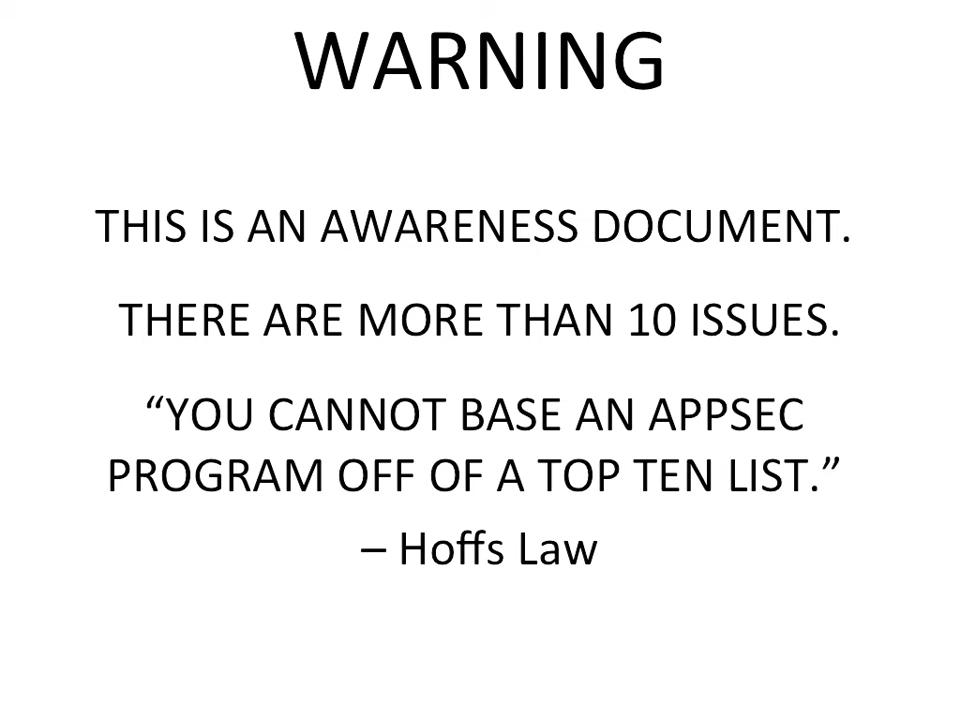 WARNING
THIS IS AN AWARENESS DOCUMENT.
THERE ARE MORE THAN 10 ISSUES.
“YOU CANNOT BASE AN APPSEC
PROGRAM OFF OF A TOP TEN LIST.”
– Hoffs Law